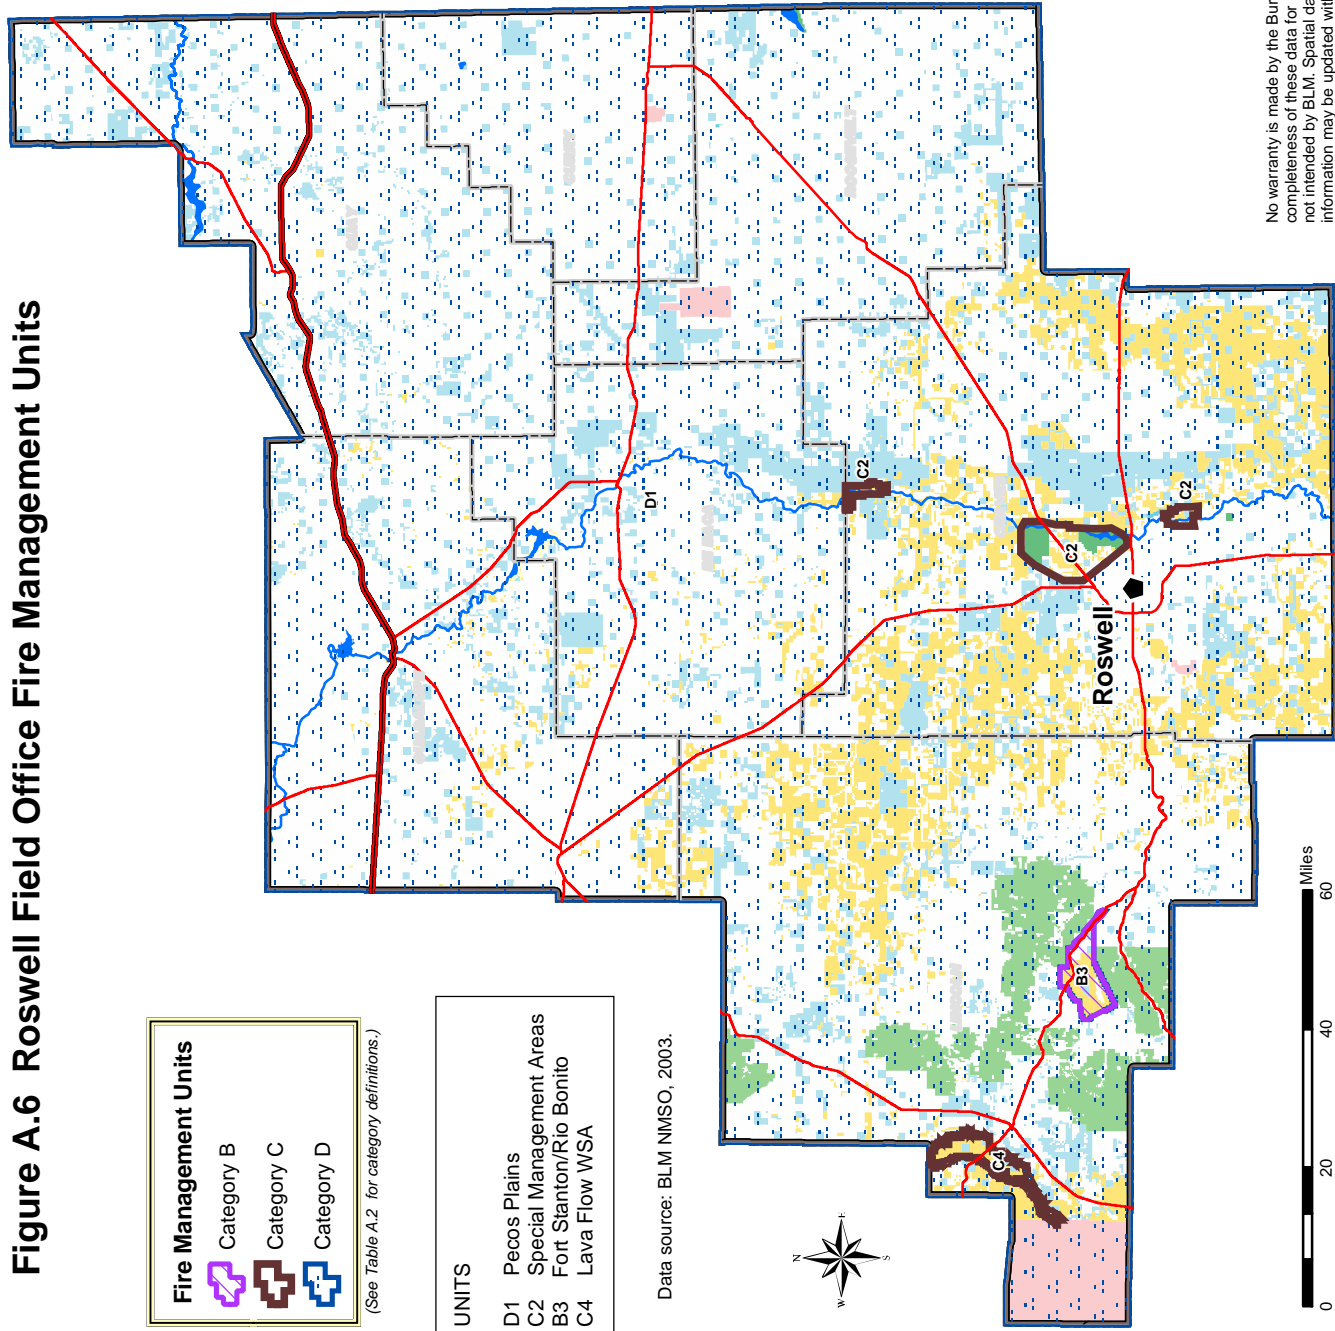 Figure A.6 Roswell Field Office Fire Management Units
Fire Management Units
Category B
Category C
Category D
(See Table A.2 for category definitions.)
UNITS
D1 Pecos Plains
C2 Special Management Areas
B3 Fort Stanton/Rio Bonito
C4 Lava Flow WSA
Data source: BLM NMSO, 2003.
N
E
S
W
D1
C2
C2
C2
B3
C4
Roswell
0 20 40 60
Miles
No warranty is made by the Bur
completeness of these data for
not intended by BLM. Spatial da
information may be updated with